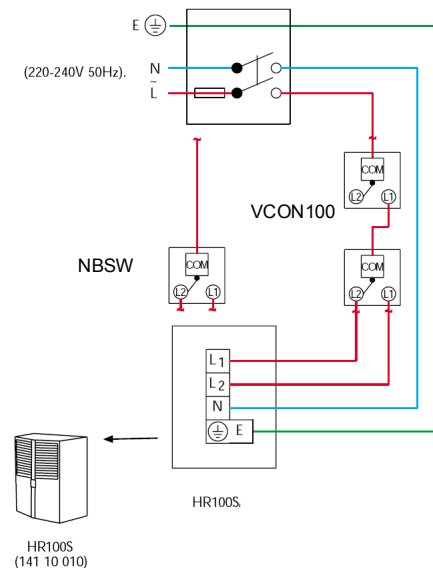 E
(220-240V 50Hz).
N
~
L
COM
L2
L1
VCON100
NBSW
COM
L2
L1
COM
L2
L1
L1
L2
N
E
HR100S
HR100S
(141 10 010)